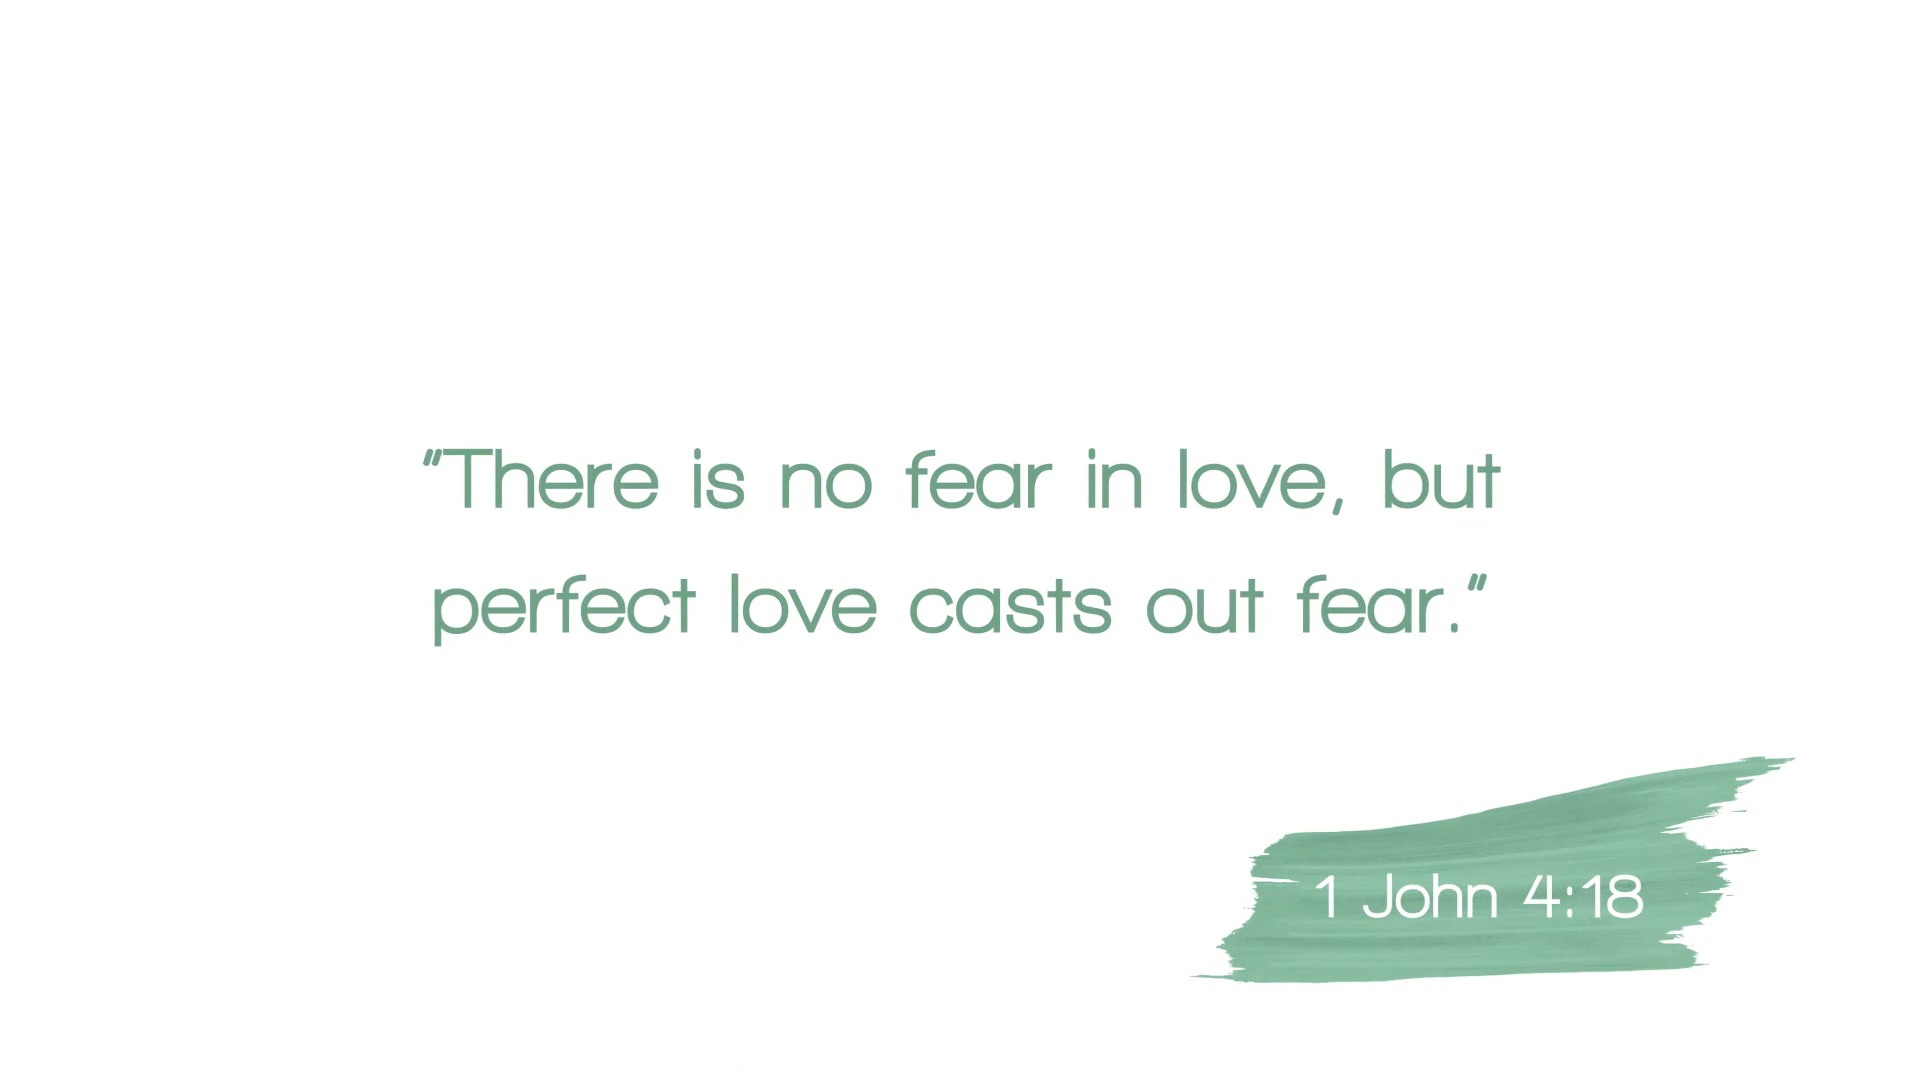 "There is no fear in love, but
perfect love casts out fear."
1 John 4:18